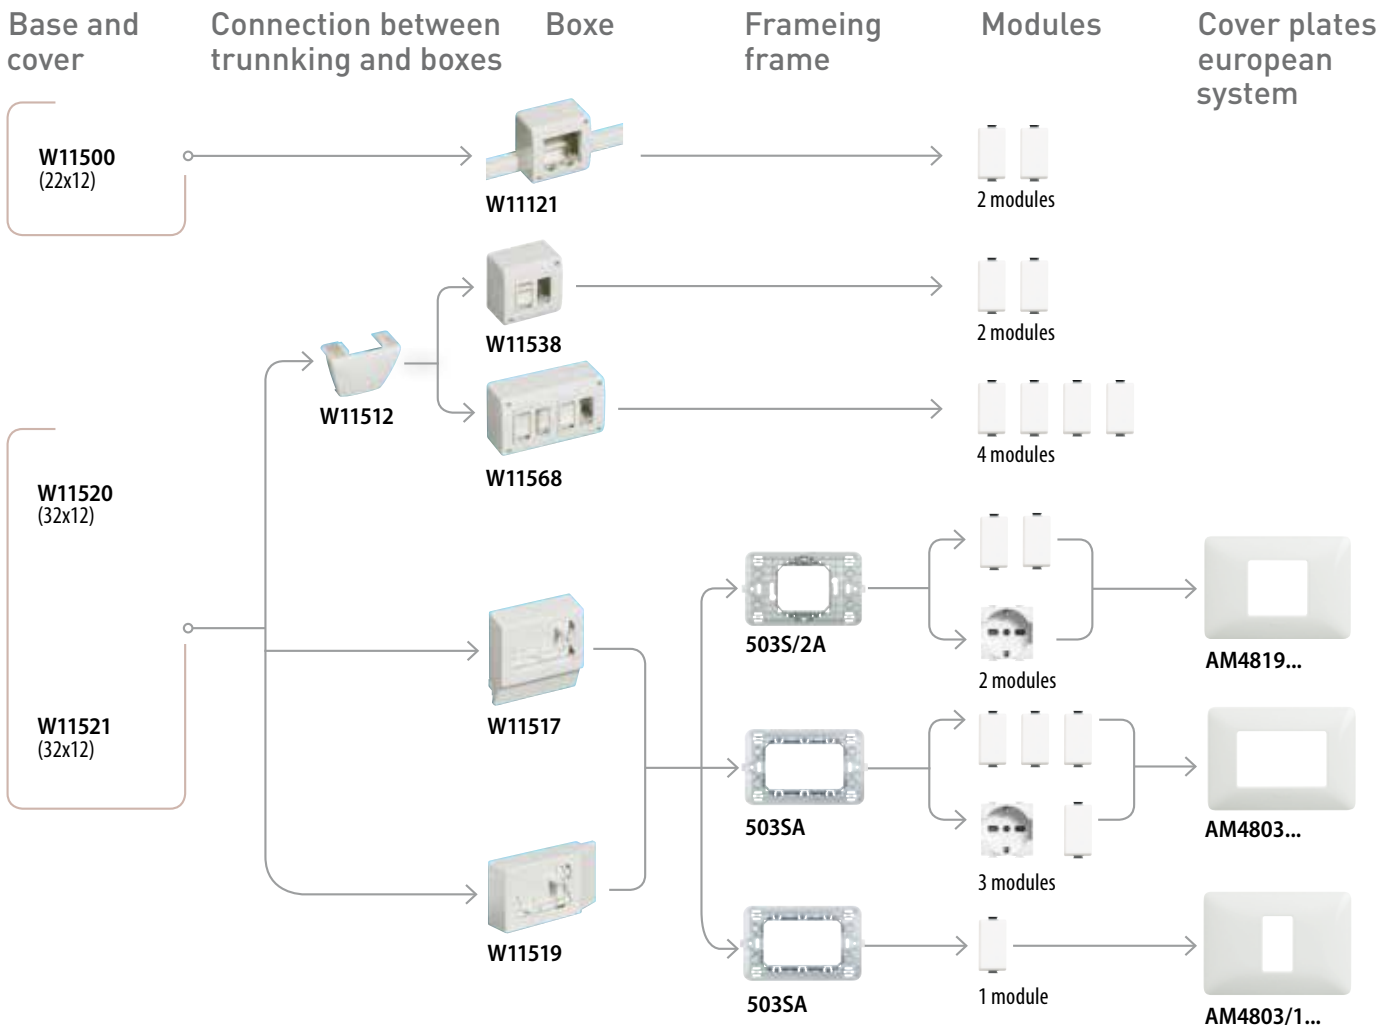 Base and
cover
Connection between
trunnking and boxes
Boxe
Frameing
frame
Modules
Cover plates
european
system
W11500
(22x12)
W11121
2 modules
W11538
2 modules
W11512
W11568
4 modules
W11520
(32x12)
W11521
(32x12)
W11517
W11519
503S/2A
2 modules
AM4819...
503SA
3 modules
AM4803...
503SA
1 module
AM4803/1...